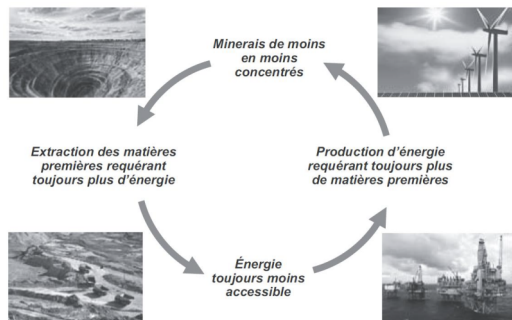 Minerais de moins
en moins
concentrés
Extraction des matières
premières requérant
toujours plus d'énergie
Production d'énergie
requérant toujours plus
de matières premières
Énergie
toujours moins
accessible